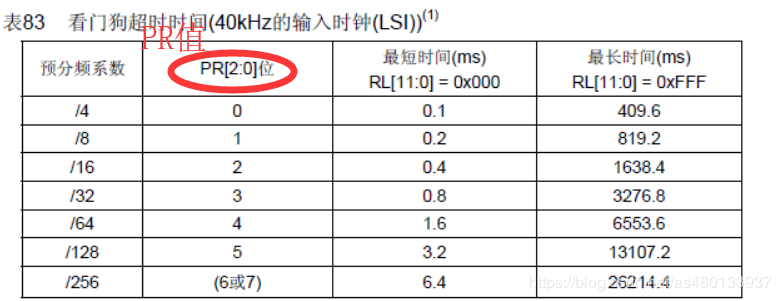 表83 看门狗超时时间(40kHz的输入时钟(LSI))(1)
PR值
预分频系数 PR[2:0]位 最短时间(ms) RL[11:0] = 0x000 最长时间(ms) RL[11:0] = 0xFFF
/4 0 0.1 409.6
/8 1 0.2 819.2
/16 2 0.4 1638.4
/32 3 0.8 3276.8
/64 4 1.6 6553.6
/128 5 3.2 13107.2
/256 (6或7) 6.4 26214.4